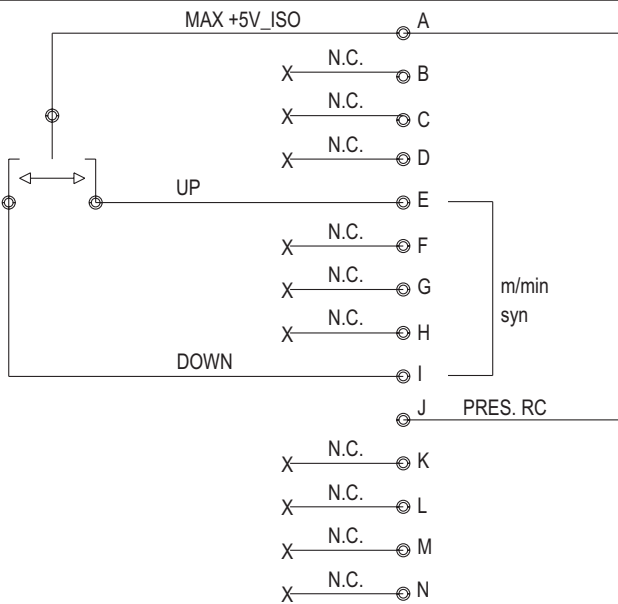 MAX +5V_ISO A
X N.C. B
X N.C. C
X N.C. D
UP E
X N.C. F
X N.C. G
m/min
syn
X N.C. H
DOWN I
J PRES. RC
X N.C. K
X N.C. L
X N.C. M
X N.C. N